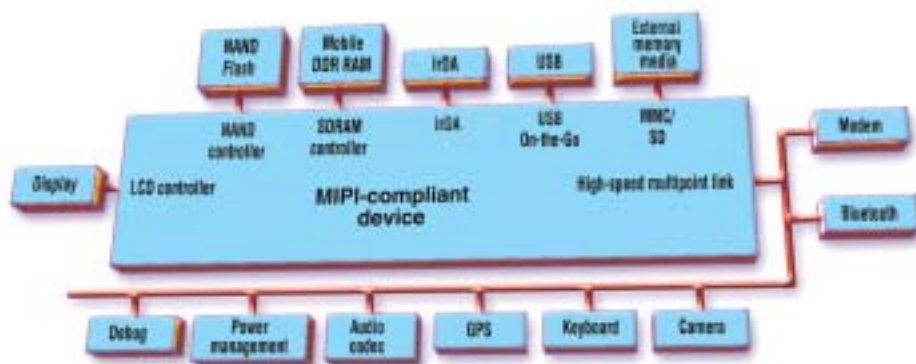 NAND
Flash
Mobile
DDR RAM
IrDA
USB
External
memory
media
NAND
controller
SDRAM
controller
IrDA
USB
On-the-Go
MMC/
SD
Modem
Display
LCD controller
MIPI-compliant
device
High-speed multipoint link
Bluetooth
Debug
Power
management
Audio
codec
GPS
Keyboard
Camera